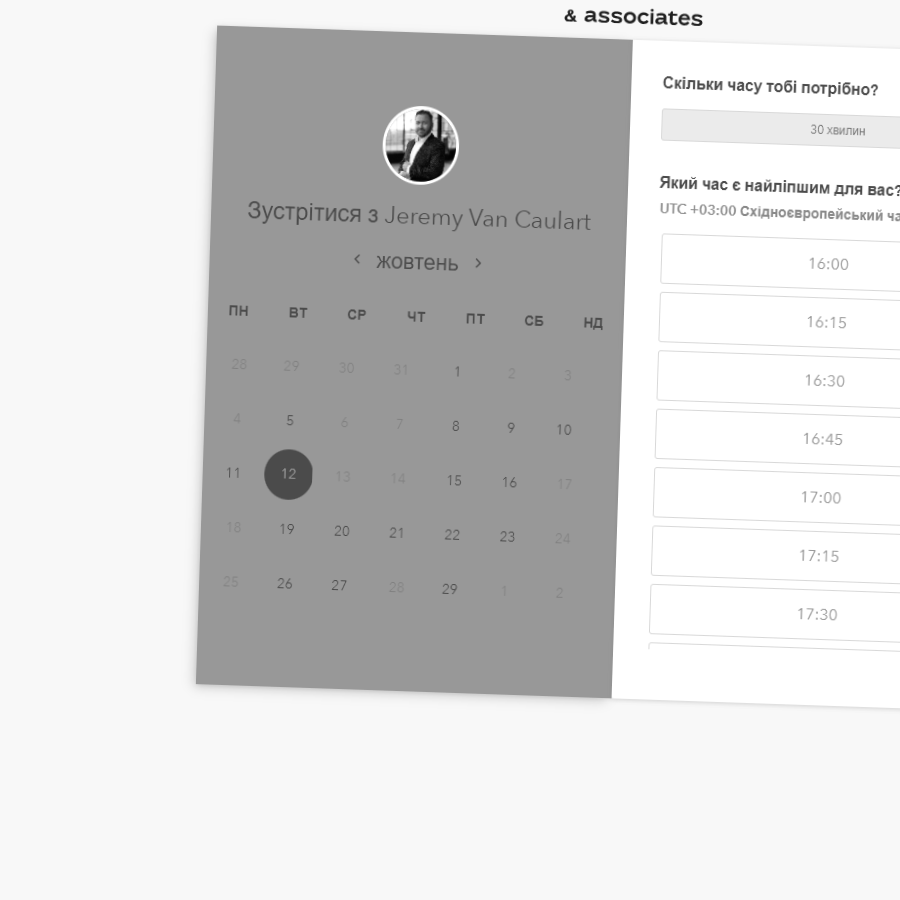 & associates
Зустрітися з Jeremy Van Caulart
‹ жовтень ›
ПН ВТ СР ЧТ ПТ СБ НД
28 29 30 31 1 2 3
4 5 6 7 8 9 10
11 12 13 14 15 16 17
18 19 20 21 22 23 24
25 26 27 28 29 1 2
Скільки часу тобі потрібно?
30 хвилин
Який час є найліпшим для вас?
UTC +03:00 Східноєвропейський
16:00
16:15
16:30
16:45
17:00
17:15
17:30